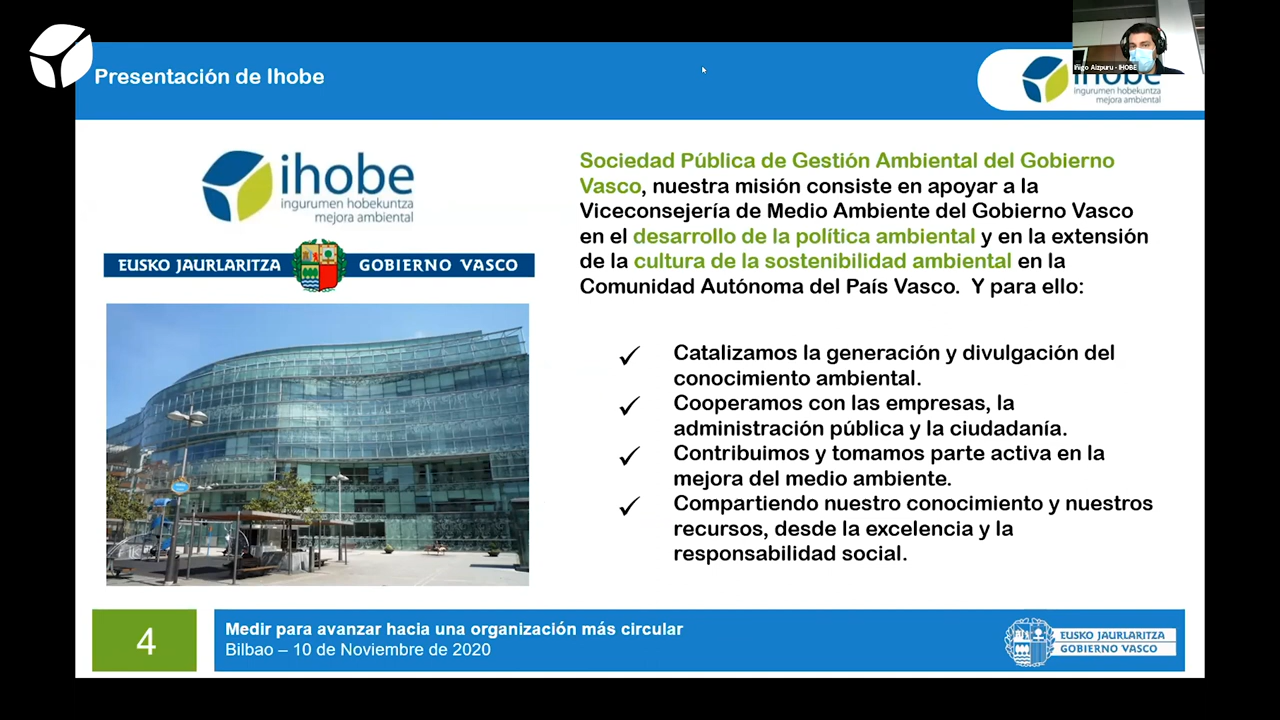 Presentación de Ihobe
Iñigo Aizpuru - IHOBE
ihobe
ingurumen hobekuntza
mejora ambiental
ihobe
ingurumen hobekuntza
mejora ambiental
EUSKO JAURLARITZA
GOBIERNO VASCO
Sociedad Pública de Gestión Ambiental del Gobierno
Vasco, nuestra misión consiste en apoyar a la
Viceconsejería de Medio Ambiente del Gobierno Vasco
en el desarrollo de la política ambiental y en la extensión
de la cultura de la sostenibilidad ambiental en la
Comunidad Autónoma del País Vasco. Y para ello:
✓ Catalizamos la generación y divulgación del
conocimiento ambiental.
✓ Cooperamos con las empresas, la
administración pública y la ciudadanía.
✓ Contribuimos y tomamos parte activa en la
mejora del medio ambiente.
✓ Compartiendo nuestro conocimiento y nuestros
recursos, desde la excelencia y la
responsabilidad social.
4
Medir para avanzar hacia una organización más circular
Bilbao – 10 de Noviembre de 2020
EUSKO JAURLARITZA
GOBIERNO VASCO